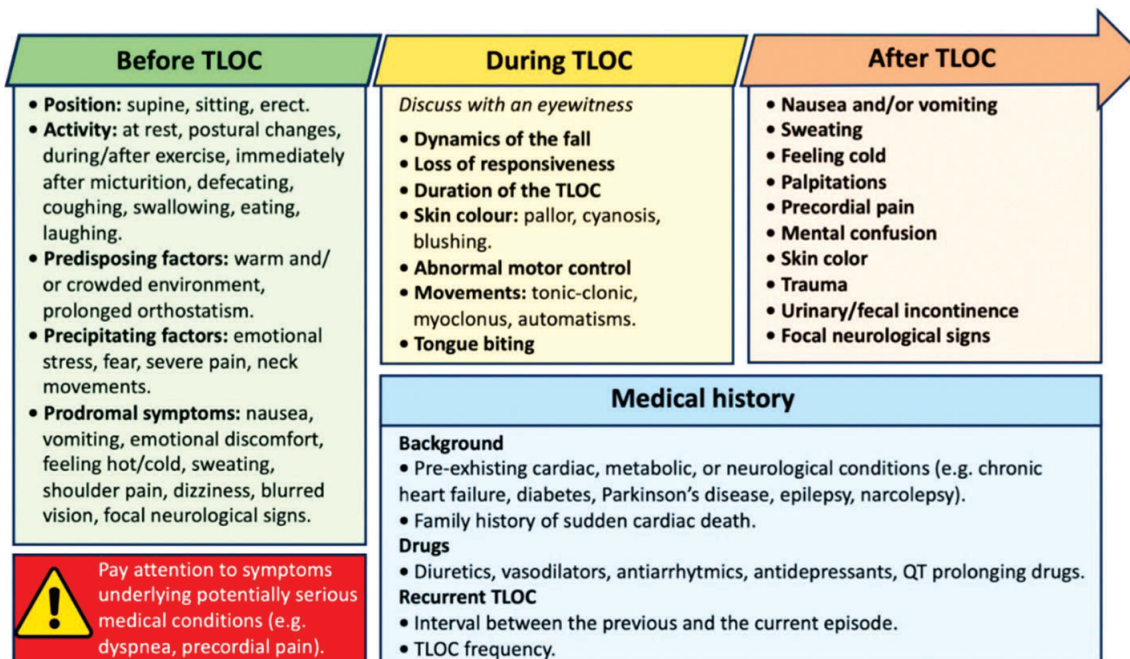 Before TLOC
• Position: supine, sitting, erect.
• Activity: at rest, postural changes,
during/after exercise, immediately
after micturition, defecating,
coughing, swallowing, eating,
laughing.
• Predisposing factors: warm and/
or crowded environment,
prolonged orthostatism.
• Precipitating factors: emotional
stress, fear, severe pain, neck
movements.
• Prodromal symptoms: nausea,
vomiting, emotional discomfort,
feeling hot/cold, sweating,
shoulder pain, dizziness, blurred
vision, focal neurological signs.
Pay attention to symptoms
underlying potentially serious
medical conditions (e.g.
dyspnea, precordial pain).
During TLOC
Discuss with an eyewitness
• Dynamics of the fall
• Loss of responsiveness
• Duration of the TLOC
• Skin colour: pallor, cyanosis,
blushing.
• Abnormal motor control
• Movements: tonic-clonic,
myoclonus, automatisms.
• Tongue biting
After TLOC
• Nausea and/or vomiting
• Sweating
• Feeling cold
• Palpitations
• Precordial pain
• Mental confusion
• Skin color
• Trauma
• Urinary/fecal incontinence
• Focal neurological signs
Medical history
Background
• Pre-exhisting cardiac, metabolic, or neurological conditions (e.g. chronic
heart failure, diabetes, Parkinson's disease, epilepsy, narcolepsy).
• Family history of sudden cardiac death.
Drugs
• Diuretics, vasodilators, antiarrhytmics, antidepressants, QT prolonging drugs.
Recurrent TLOC
• Interval between the previous and the current episode.
• TLOC frequency.